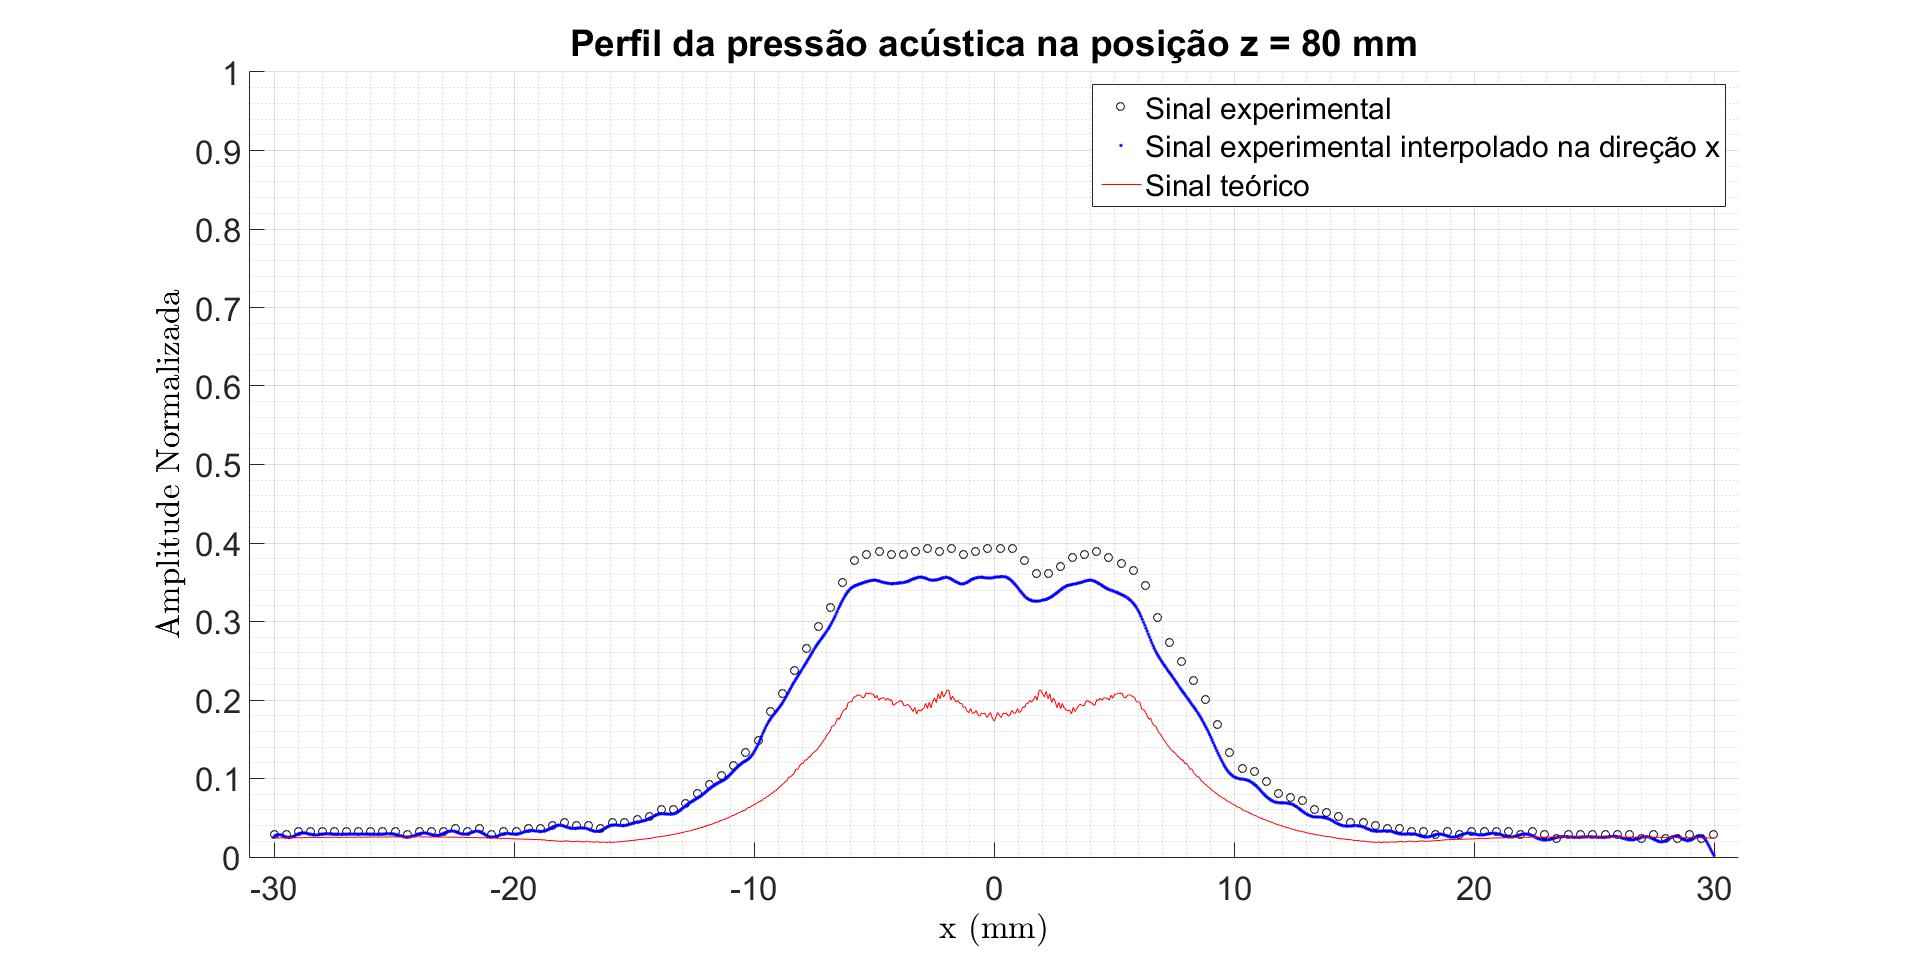 Perfil da pressão acústica na posição z = 80 mm
Sinal experimental
Sinal experimental interpolado na direção x
Sinal teórico
Amplitude Normalizada
1
0.9
0.8
0.7
0.6
0.5
0.4
0.3
0.2
0.1
0
-30 -20 -10 0 10 20 30
x (mm)